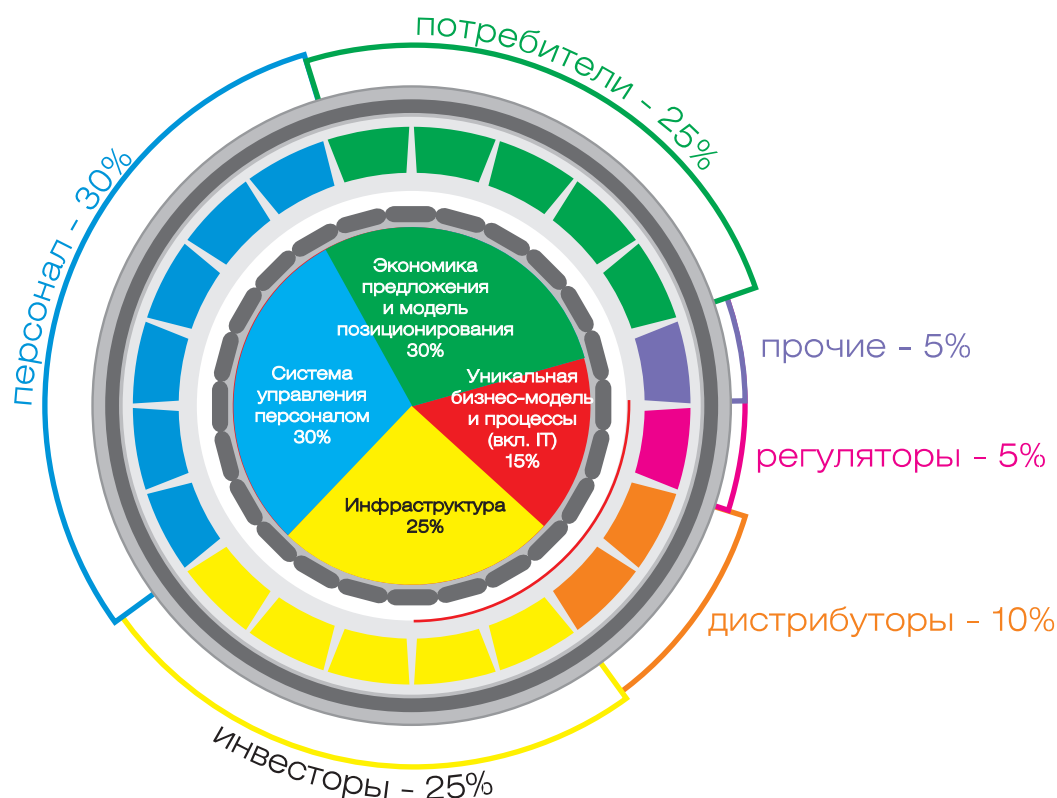 потребители - 25%
персонал - 30%
Экономика
предложения
и модель
позиционирования
30%
Система
управления
персоналом
30%
Уникальная
бизнес-модель
и процессы
(вкл. IT)
15%
Инфраструктура
25%
прочие - 5%
регуляторы - 5%
дистрибуторы - 10%
инвесторы - 25%